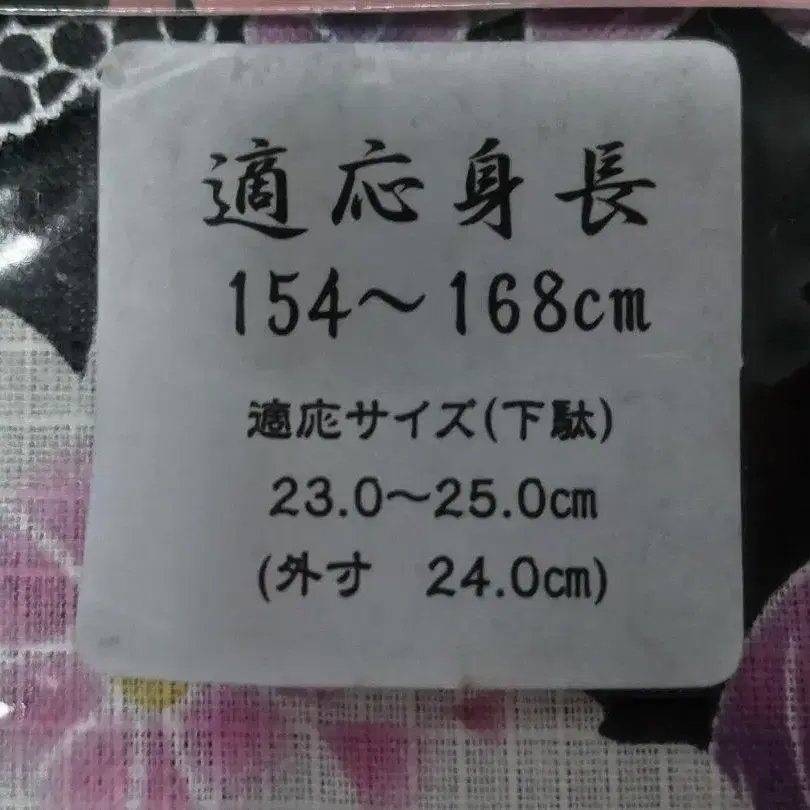 適応身長
154〜168cm
適応サイズ(下駄)
23.0〜25.0cm
(外寸　24.0cm)